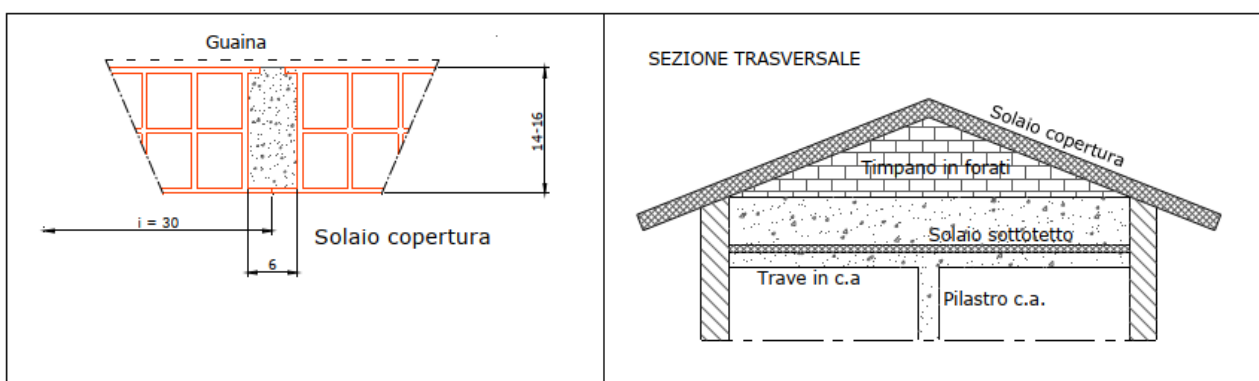 Guaina
14-16
i = 30
Solaio copertura
6
SEZIONE TRASVERSALE
Solaio copertura
Timpano in forati
Solaio sottotetto
Trave in c.a
Pilastro c.a.